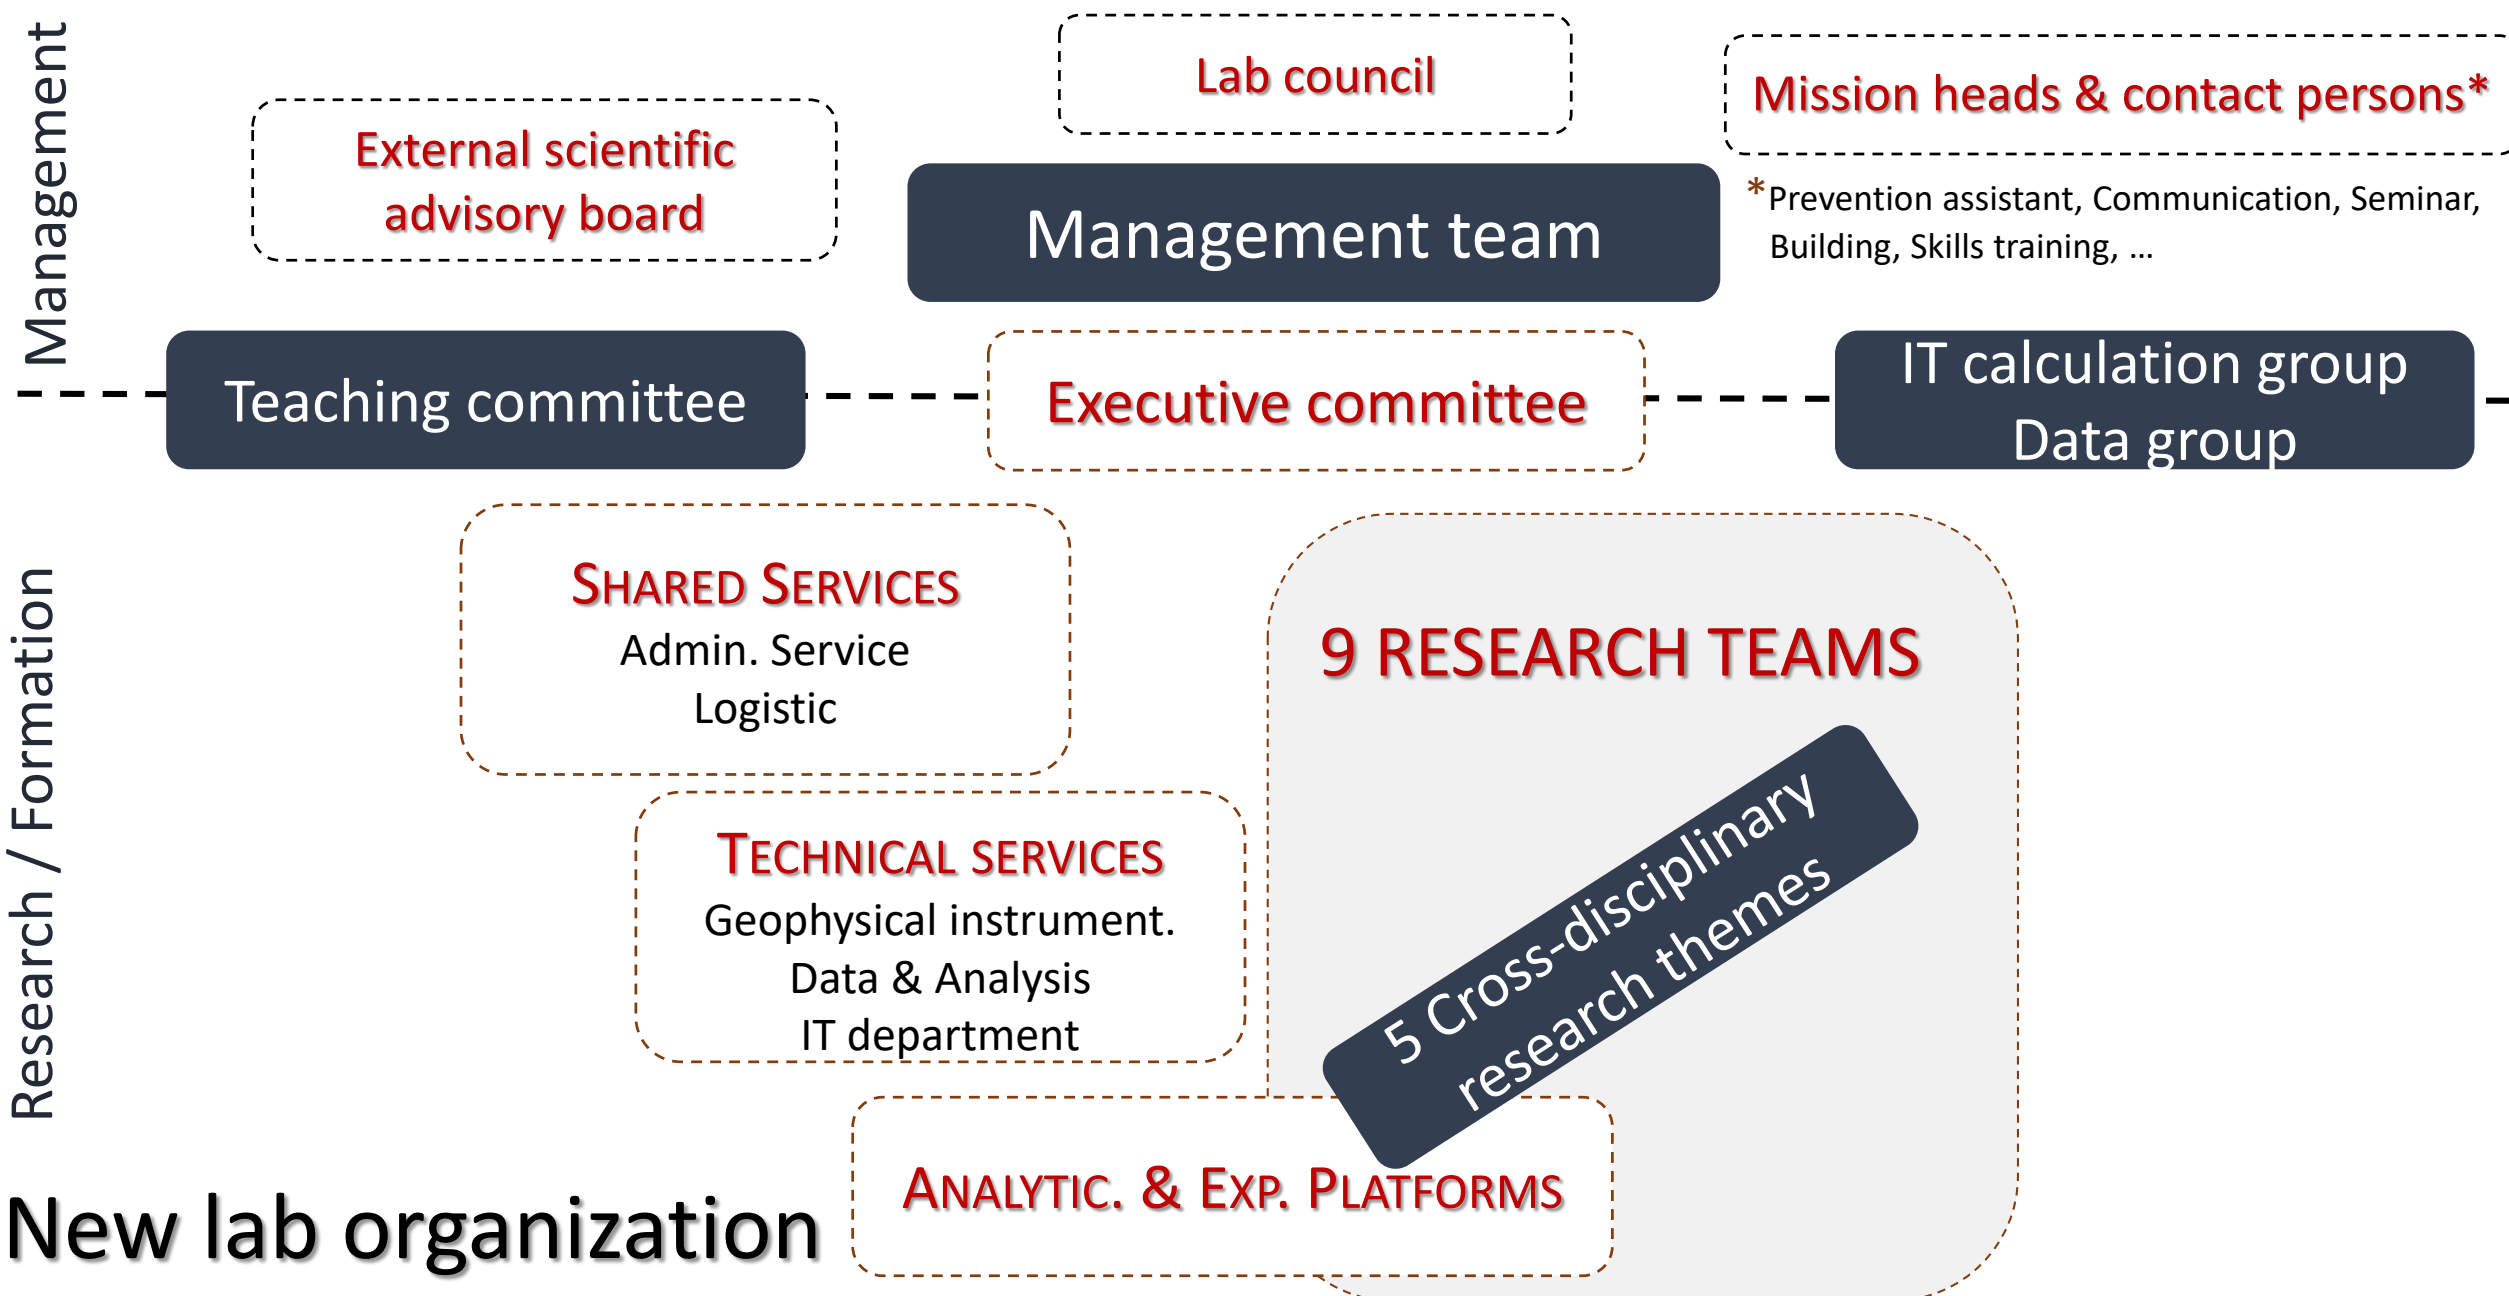 Management
Lab council
Mission heads & contact persons*
External scientific
advisory board
*Prevention assistant, Communication, Seminar,
Building, Skills training, ...
Management team
Teaching committee
Executive committee
IT calculation group
Data group
Research / Formation
SHARED SERVICES
Admin. Service
Logistic
9 RESEARCH TEAMS
TECHNICAL SERVICES
Geophysical instrument.
Data & Analysis
IT department
5 Cross-disciplinary
research themes
ANALYTIC. & EXP. PLATFORMS
New lab organization